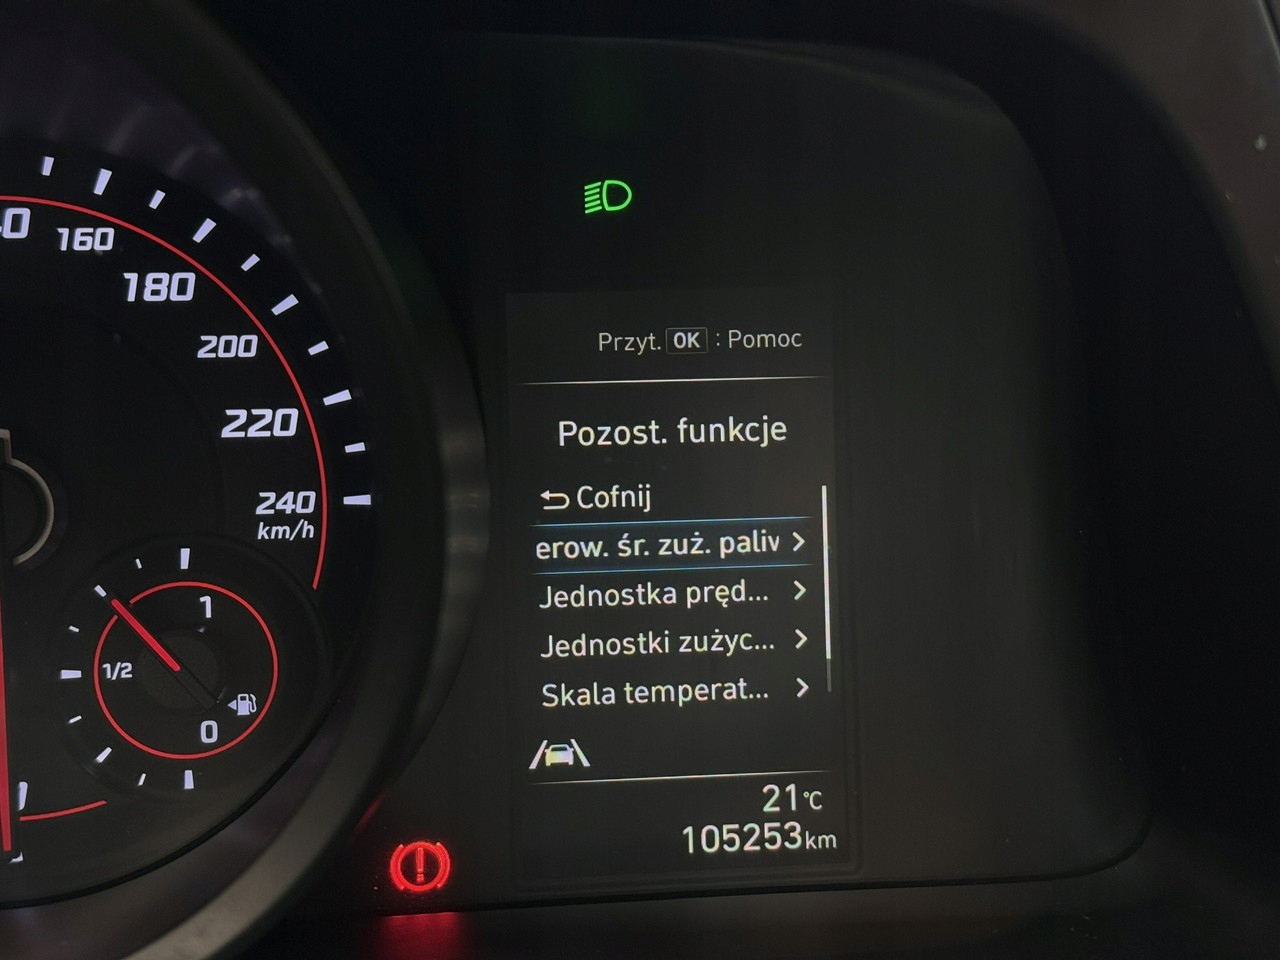 160
180
200
220
240
km/h
1
1/2
0
Przyt. OK : Pomoc
Pozost. funkcje
Cofnij
erow. śr. zuż. paliw
Jednostka pręd...
Jednostki zużyc...
Skala temperat...
21°C
105253km